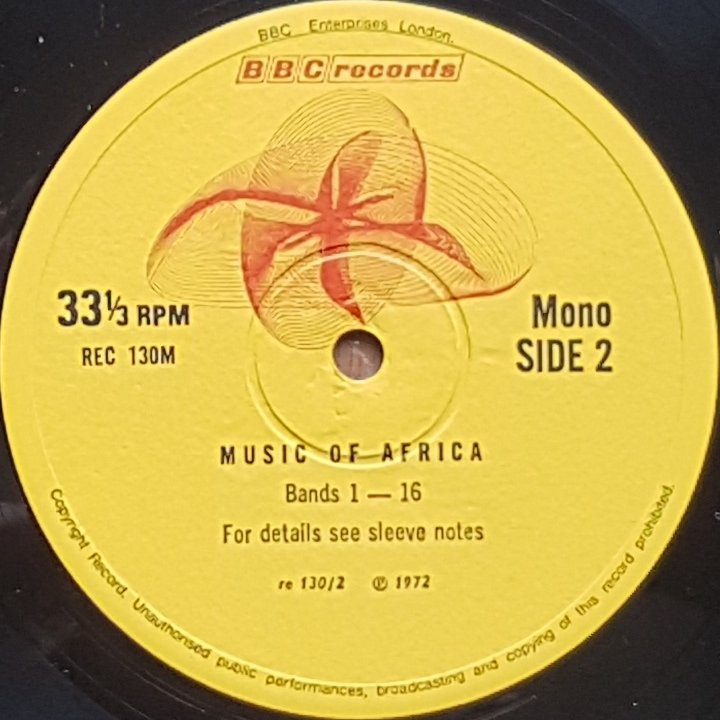 BBC Enterprises London.
BBC records
33⅓ RPM
REC 130M
Mono
SIDE 2
MUSIC OF AFRICA
Bands 1 — 16
For details see sleeve notes
re 130/2 ℗ 1972
Copyright Record. Unauthorised public performances, broadcasting and copying of this record prohibited.